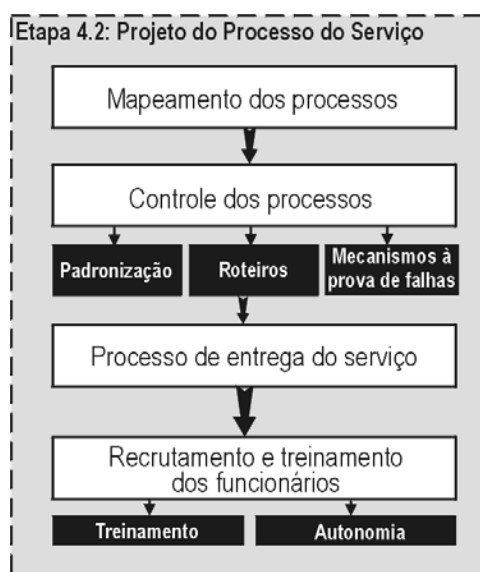 Etapa 4.2: Projeto do Processo do Serviço
Mapeamento dos processos
Controle dos processos
Padronização
Roteiros
Mecanismos à
prova de falhas
Processo de entrega do serviço
Recrutamento e treinamento
dos funcionários
Treinamento
Autonomia